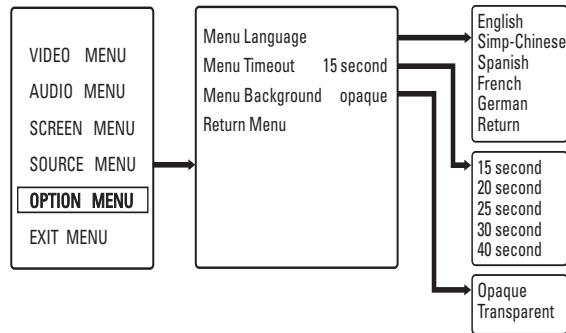 VIDEO MENU
AUDIO MENU
SCREEN MENU
SOURCE MENU
OPTION MENU
EXIT MENU
Menu Language
Menu Timeout 15 second
Menu Background opaque
Return Menu
English
Simp-Chinese
Spanish
French
German
Return
15 second
20 second
25 second
30 second
40 second
Opaque
Transparent